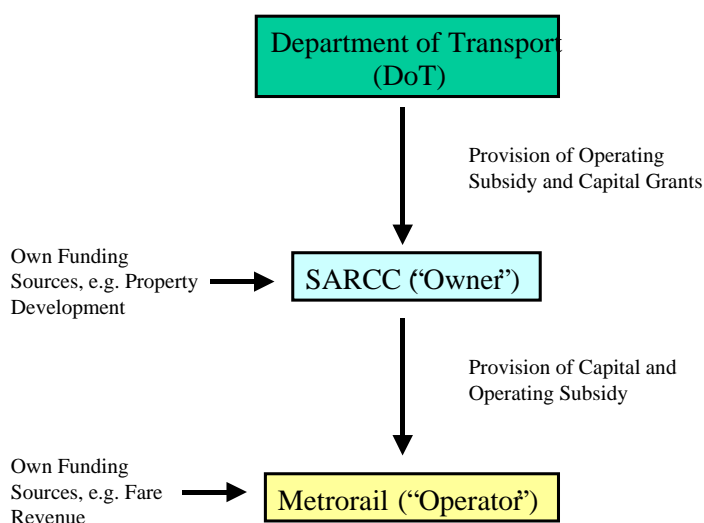 Department of Transport
(DoT)
Provision of Operating
Subsidy and Capital Grants
Own Funding
Sources, e.g. Property
Development
SARCC (“Owner”)
Provision of Capital and
Operating Subsidy
Own Funding
Sources, e.g. Fare
Revenue
Metrorail (“Operator”)